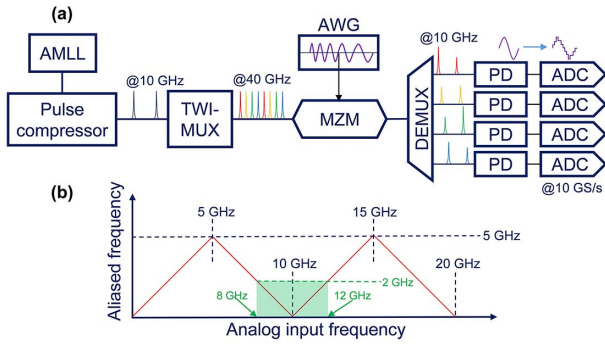 (a)
AMLL
Pulse
compressor
@10 GHz
TWI-
MUX
@40 GHz
AWG
MZM
DEMUX
@10 GHz
PD
ADC
PD
ADC
PD
ADC
PD
ADC
@10 GS/s
(b)
Aliased frequency
5 GHz
15 GHz
5 GHz
10 GHz
20 GHz
2 GHz
8 GHz
12 GHz
Analog input frequency